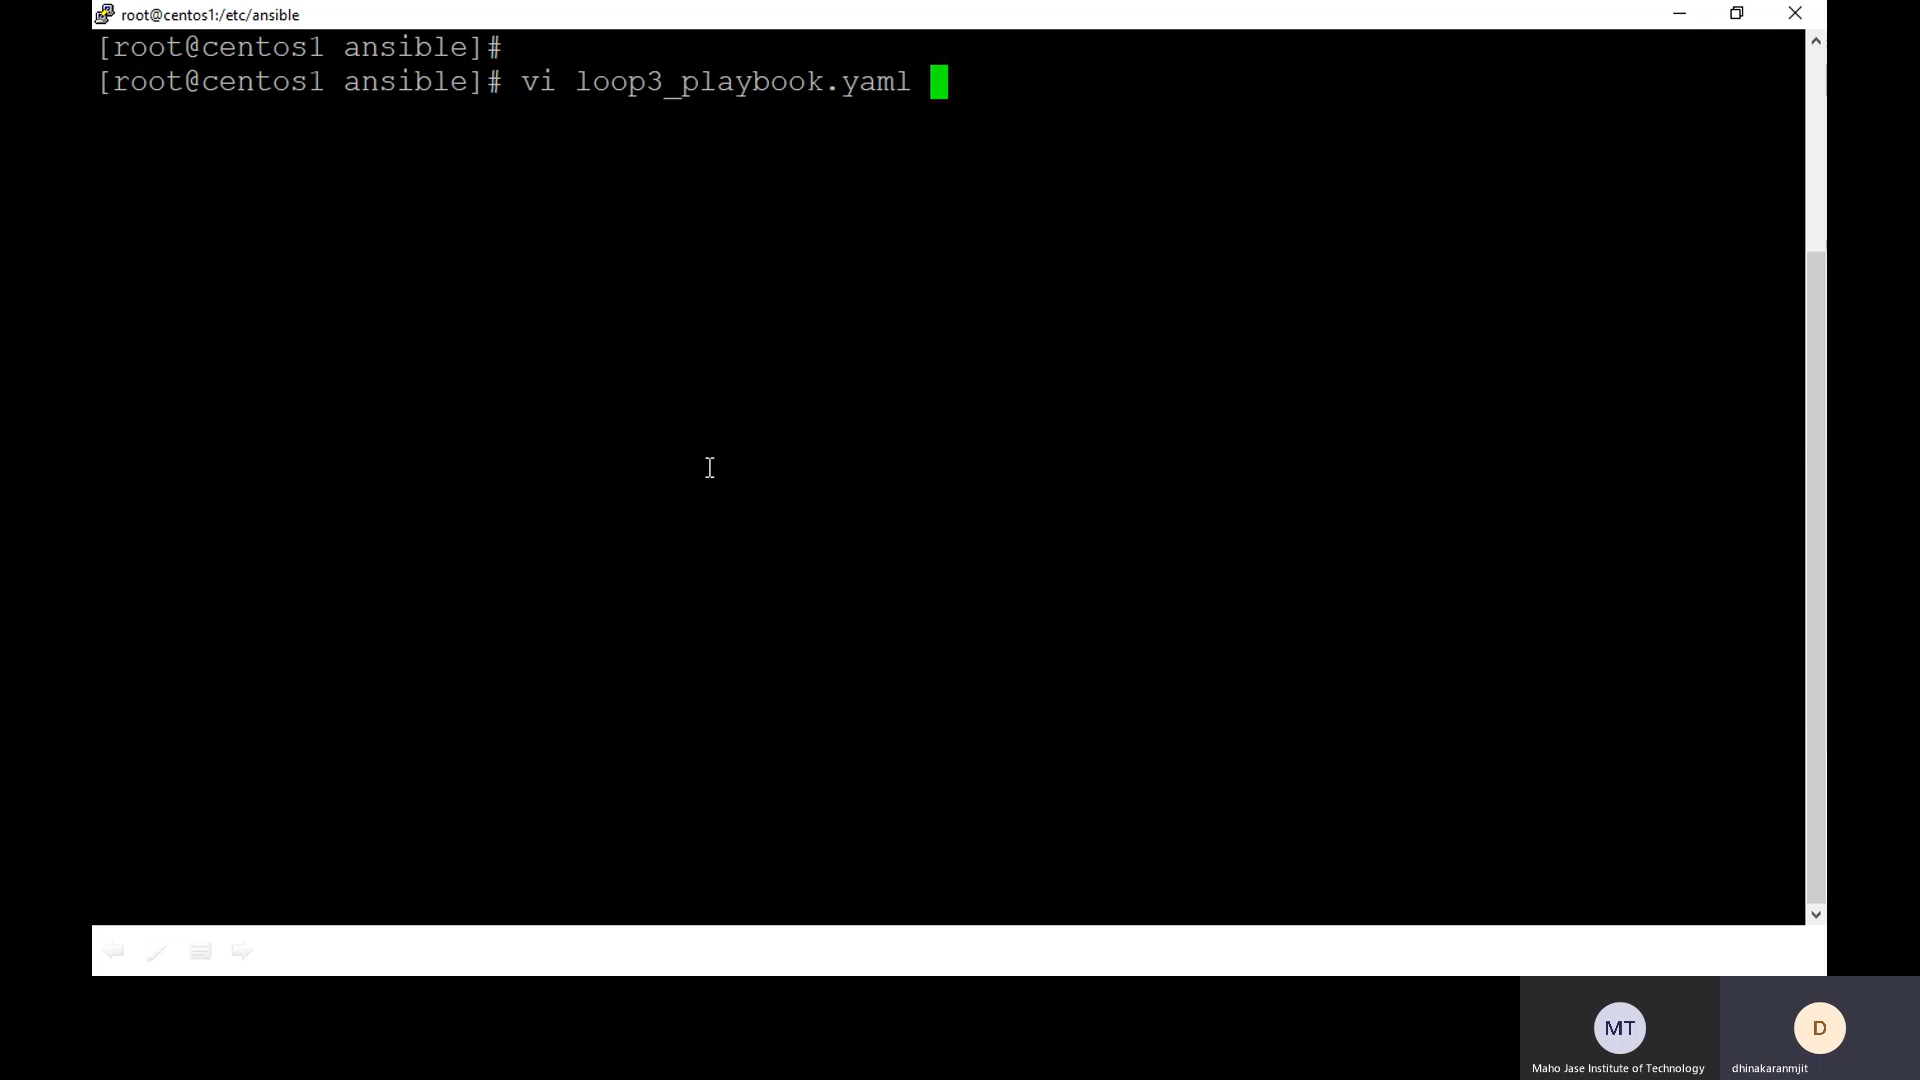 root@centos1:/etc/ansible
[root@centos1 ansible]#
[root@centos1 ansible]# vi loop3_playbook.yaml
MT
D
Maho Jase Institute of Technology
dhinakaranmjit